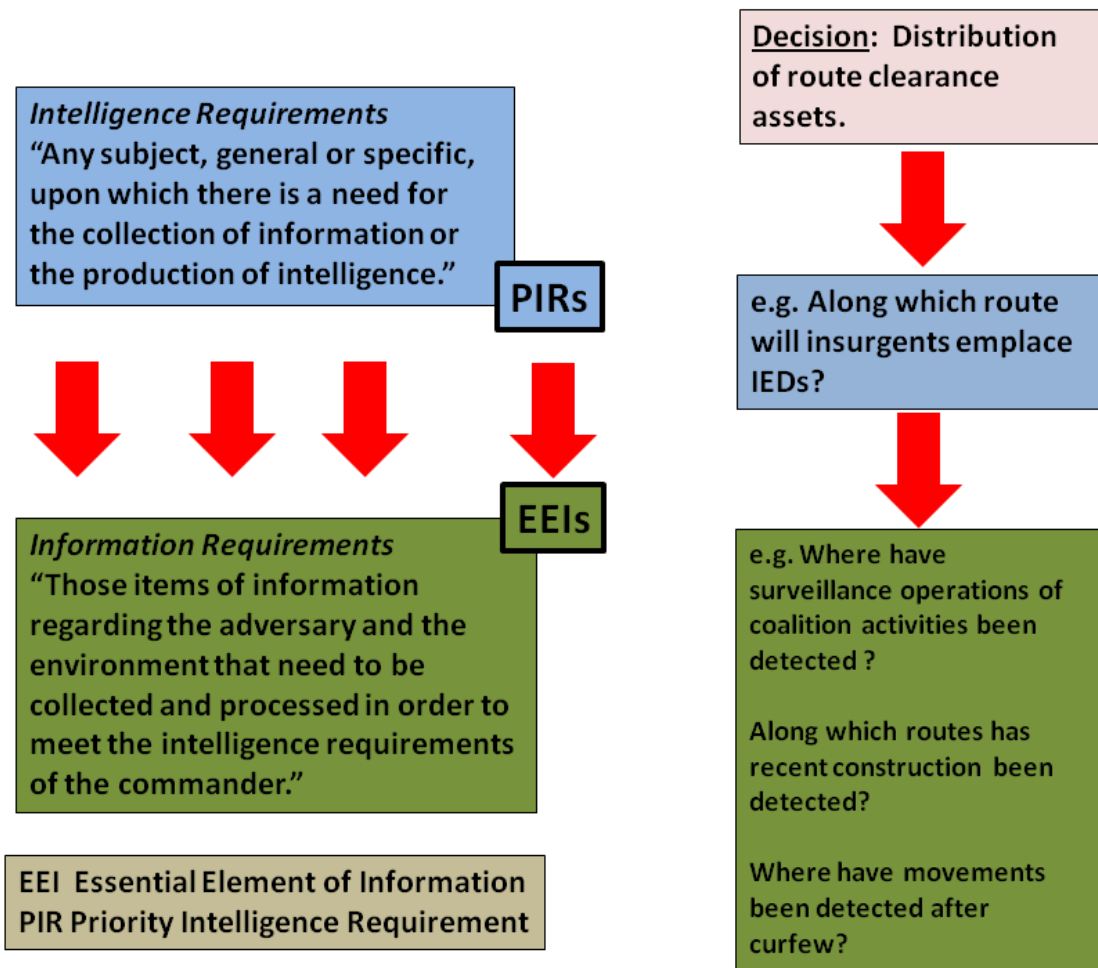 Intelligence Requirements
“Any subject, general or specific,
upon which there is a need for
the collection of information or
the production of intelligence.”
PIRs
EEIs
Information Requirements
“Those items of information
regarding the adversary and the
environment that need to be
collected and processed in order to
meet the intelligence requirements
of the commander.”
EEI Essential Element of Information
PIR Priority Intelligence Requirement
Decision: Distribution
of route clearance
assets.
e.g. Along which route
will insurgents emplace
IEDs?
e.g. Where have
surveillance operations of
coalition activities been
detected ?
Along which routes has
recent construction been
detected?
Where have movements
been detected after
curfew?